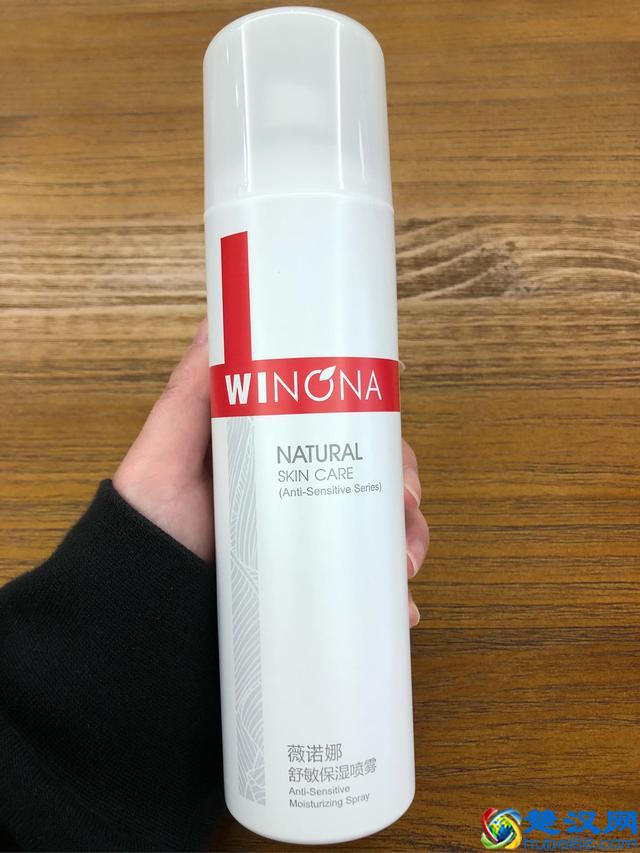 WINONA
NATURAL
SKIN CARE
(Anti-Sensitive Series)
薇诺娜
舒敏保湿喷雾
Anti-Sensitive
Moisturizing Spray
楚汉网